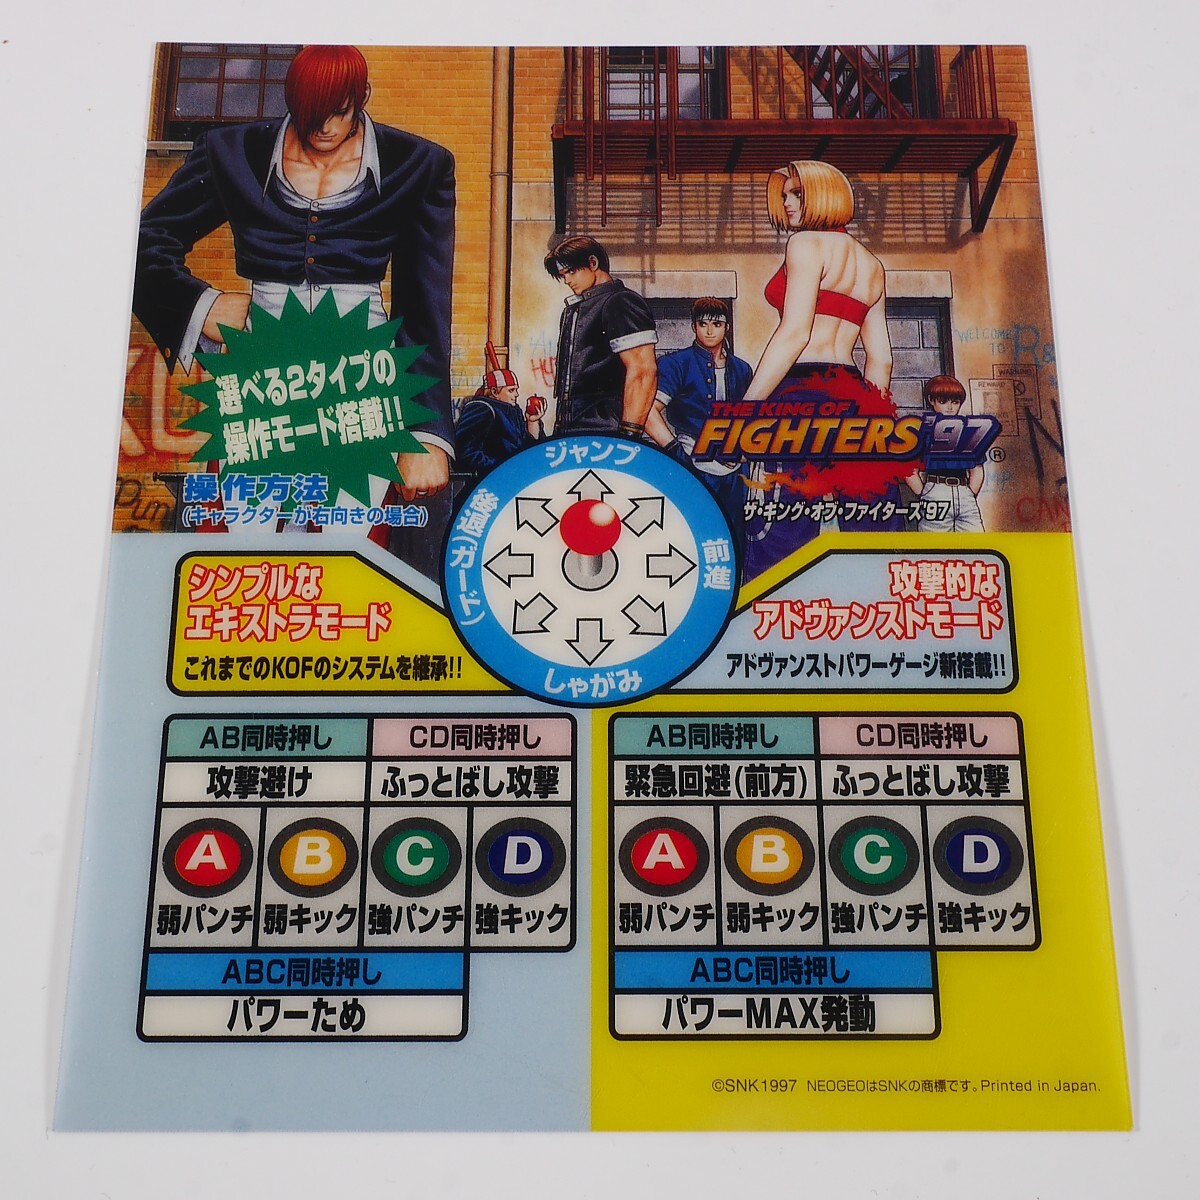 選べる2タイプの
操作モード搭載!!
操作方法
(キャラクターが右向きの場合)
WELCOME
TO
WARNING
THE KING OF
FIGHTERS '97®
ザ・キング・オブ・ファイターズ'97
ジャンプ
後退(ガード)
前進
しゃがみ
シンプルな
エキストラモード
これまでのKOFのシステムを継承!!
攻撃的な
アドヴァンストモード
アドヴァンストパワーゲージ新搭載!!
AB同時押し
CD同時押し
攻撃避け
ふっとばし攻撃
A
B
C
D
弱パンチ
弱キック
強パンチ
強キック
ABC同時押し
パワーため
AB同時押し
CD同時押し
緊急回避(前方)
ふっとばし攻撃
A
B
C
D
弱パンチ
弱キック
強パンチ
強キック
ABC同時押し
パワーMAX発動
©SNK1997 NEOGEOはSNKの商標です。Printed in Japan.